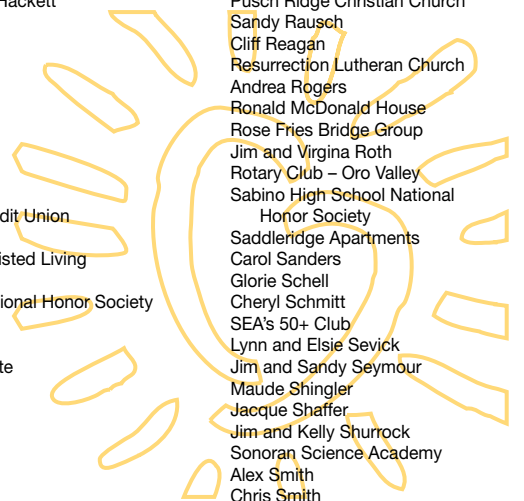 Hackett
dit Union
isted Living
ional Honor Society
te
Pusch Ridge Christian Church
Sandy Rausch
Cliff Reagan
Resurrection Lutheran Church
Andrea Rogers
Ronald McDonald House
Rose Fries Bridge Group
Jim and Virgina Roth
Rotary Club – Oro Valley
Sabino High School National
Honor Society
Saddleridge Apartments
Carol Sanders
Glorie Schell
Cheryl Schmitt
SEA's 50+ Club
Lynn and Elsie Sevick
Jim and Sandy Seymour
Maude Shingler
Jacque Shaffer
Jim and Kelly Shurrock
Sonoran Science Academy
Alex Smith
Chris Smith